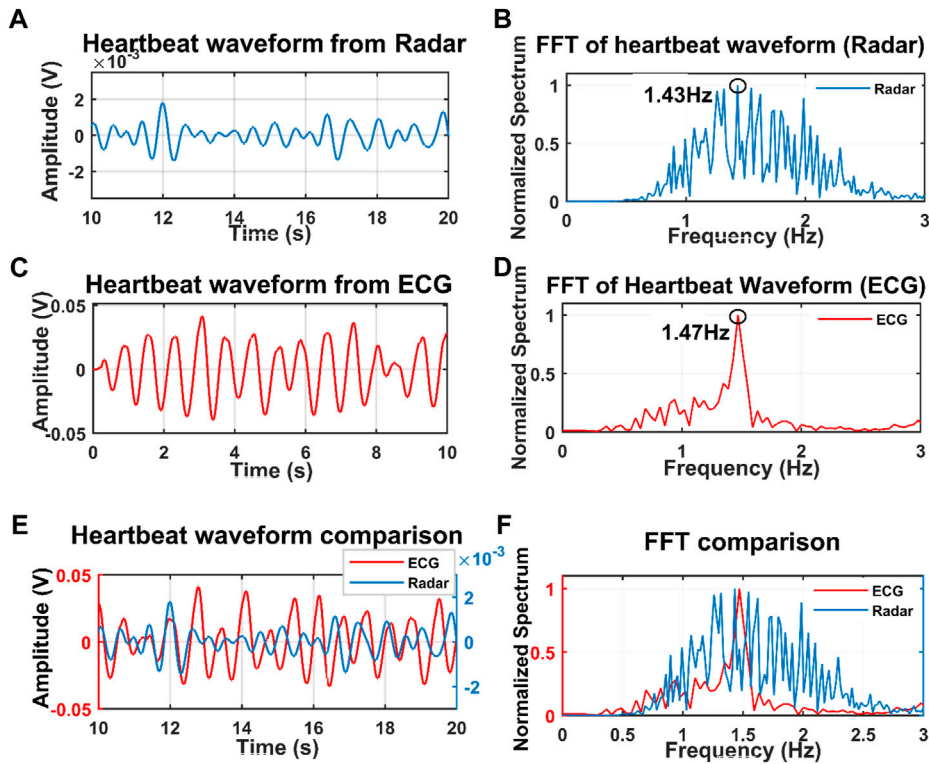 A
Heartbeat waveform from Radar
×10⁻³
Amplitude (V)
2
0
-2
10 12 14 16 18 20
Time (s)
B
FFT of heartbeat waveform (Radar)
Normalized Spectrum
1
0.5
0
1.43Hz
Radar
0 1 2 3
Frequency (Hz)
C
Heartbeat waveform from ECG
Amplitude (V)
0.05
0
-0.05
0 2 4 6 8 10
Time (s)
D
FFT of Heartbeat Waveform (ECG)
Normalized Spectrum
1
0.5
0
1.47Hz
ECG
0 1 2 3
Frequency (Hz)
E
Heartbeat waveform comparison
×10⁻³
ECG
Radar
Amplitude (V)
0.05
0
-0.05
2
0
-2
10 12 14 16 18 20
Time (s)
F
FFT comparison
Normalized Spectrum
1
0.5
0
ECG
Radar
0 0.5 1 1.5 2 2.5 3
Frequency (Hz)